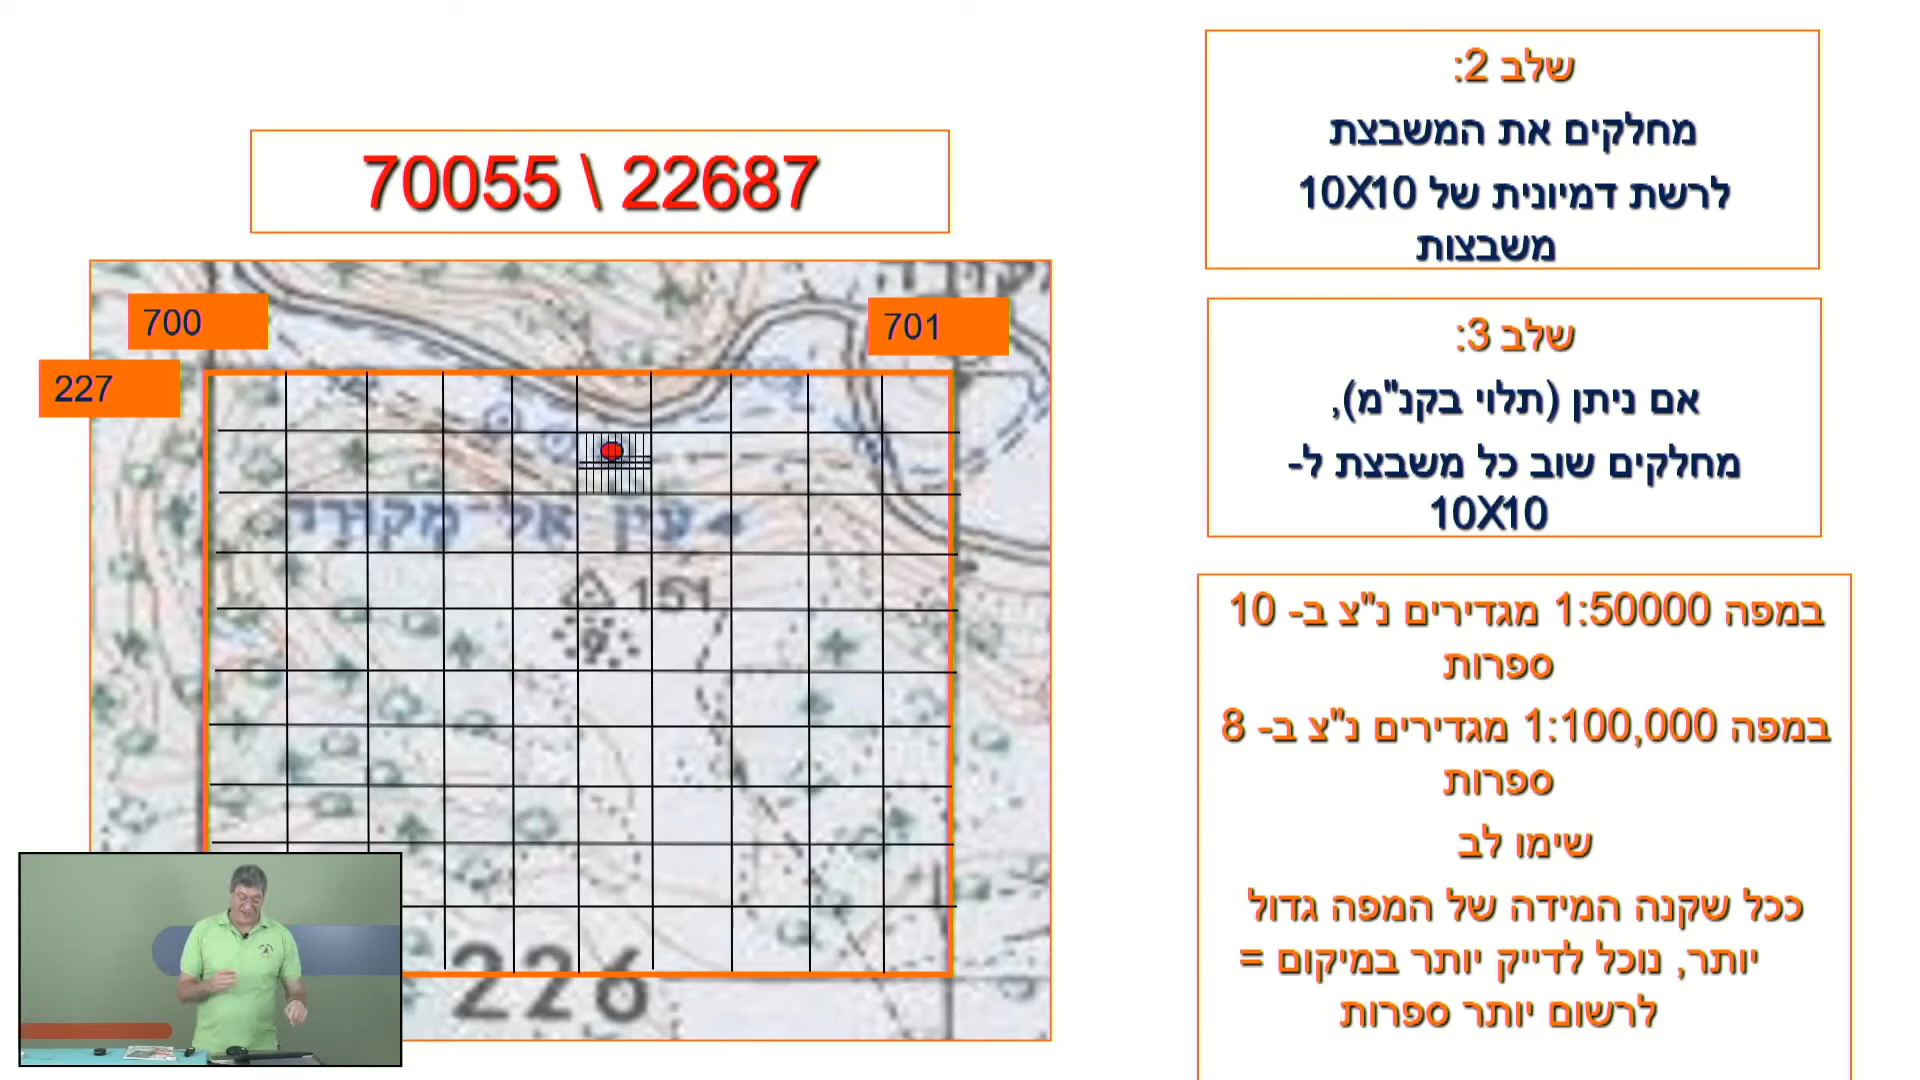 22687 \ 70055
700
701
227
עין אל-מקורר
151
9
226
שלב 2:
מחלקים את המשבצת
לרשת דמיונית של 10X10
משבצות
שלב 3:
אם ניתן (תלוי בקנ"מ),
מחלקים שוב כל משבצת ל-
10X10
במפה 1:50000 מגדירים נ"צ ב- 10
ספרות
במפה 1:100,000 מגדירים נ"צ ב- 8
ספרות
שימו לב
ככל שקנה המידה של המפה גדול
יותר, נוכל לדייק יותר במיקום =
לרשום יותר ספרות